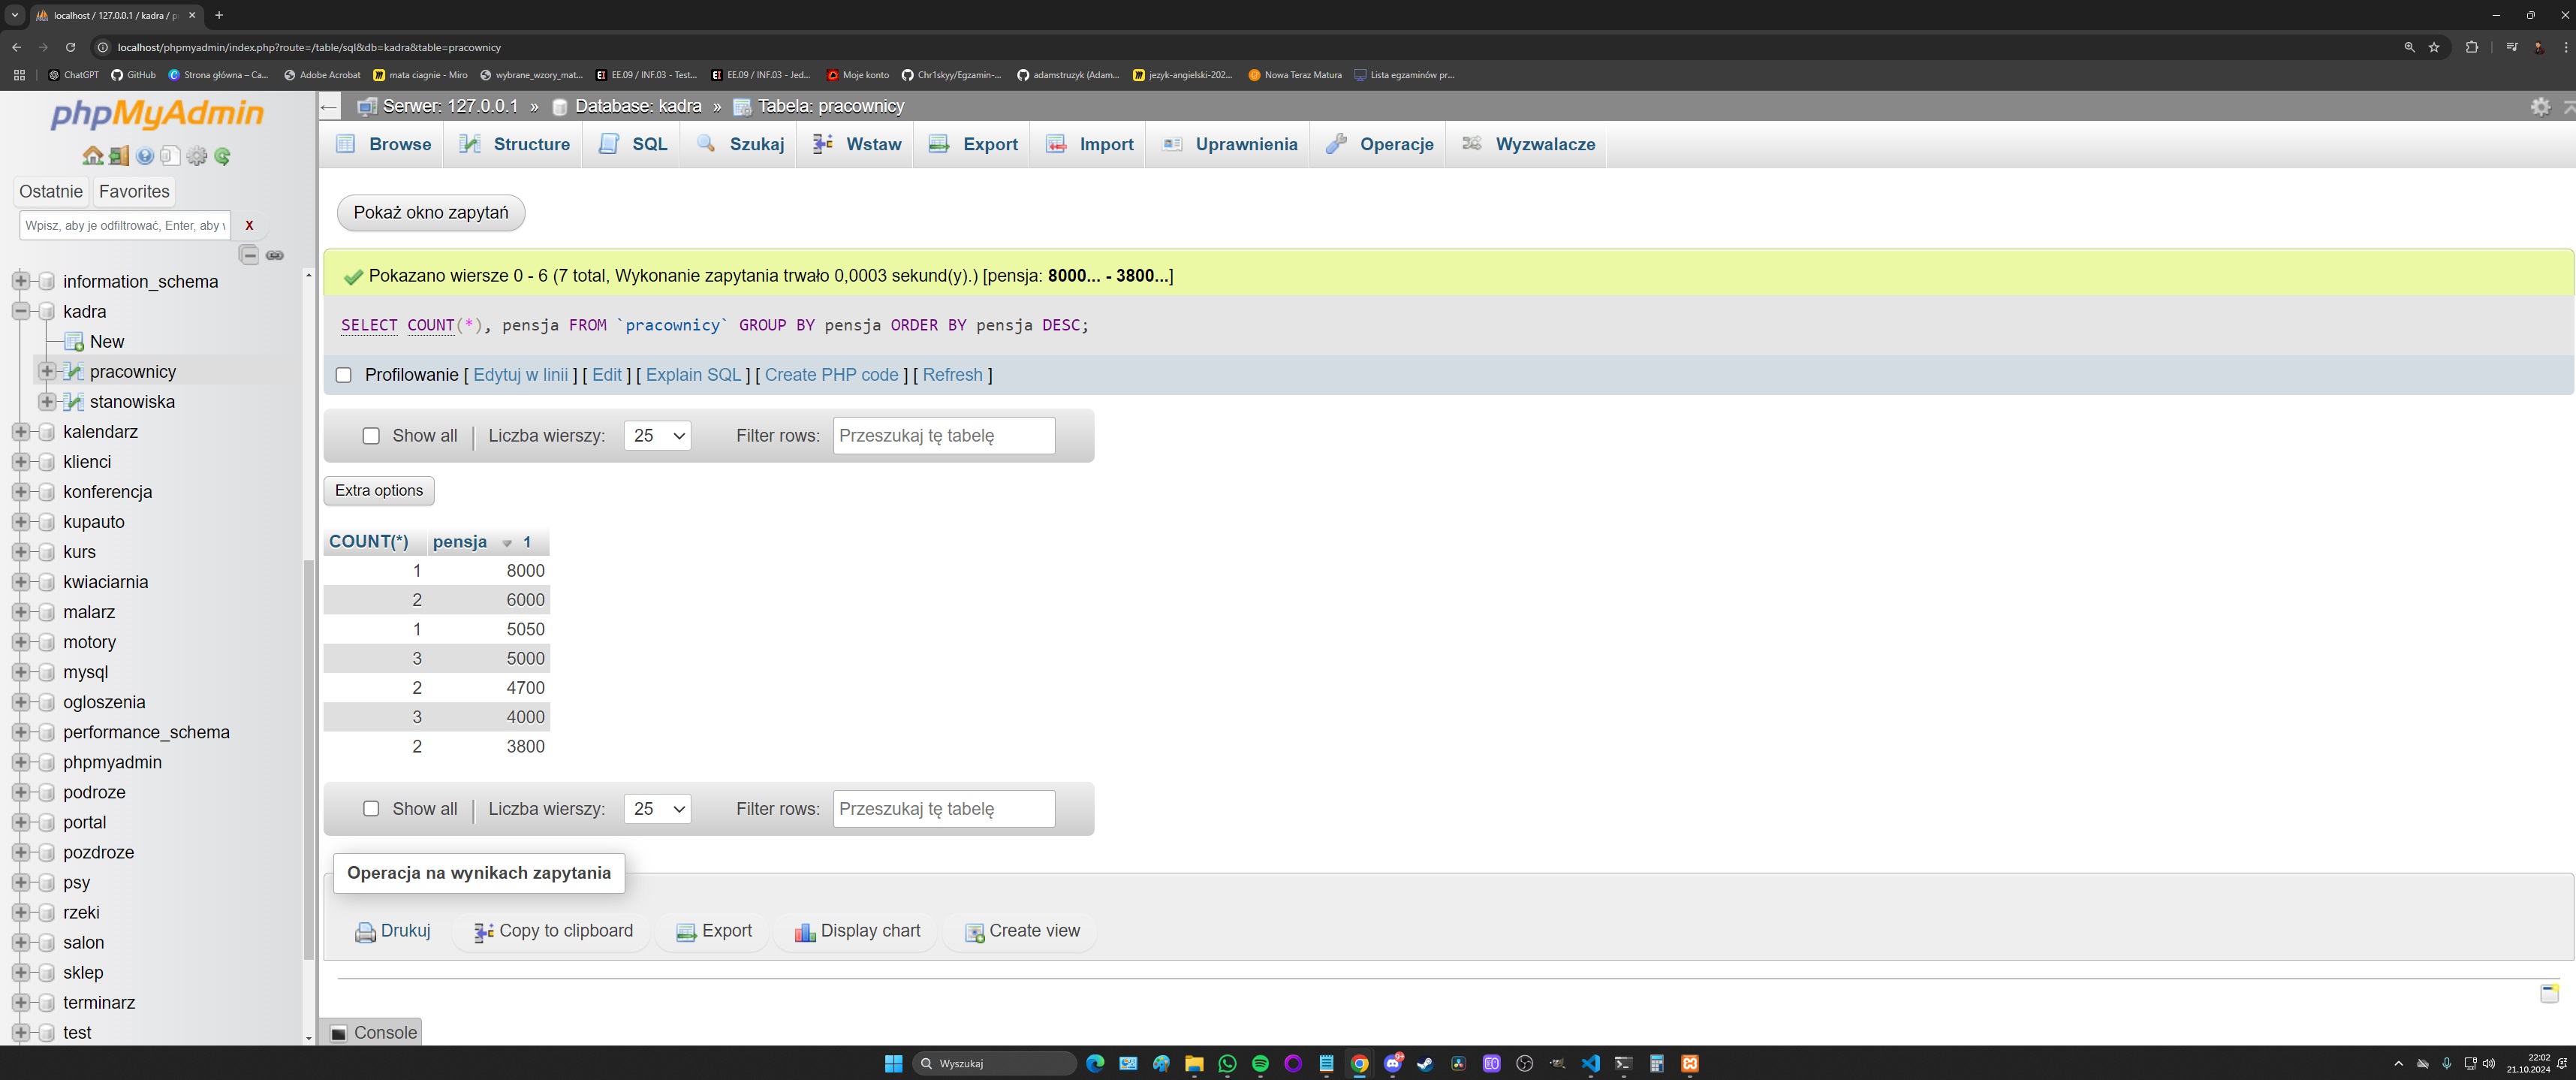 localhost / 127.0.0.1 / kadra / p
localhost/phpmyadmin/index.php?route=/table/sql&db=kadra&table=pracownicy
ChatGPT
GitHub
Strona główna – Ca...
Adobe Acrobat
mata ciagnie - Miro
wybrane_wzory_mat...
EE.09 / INF.03 - Test...
EE.09 / INF.03 - Jed...
Moje konto
Chr1skyy/Egzamin-...
adamstruzyk (Adam...
jezyk-angielski-202...
Nowa Teraz Matura
Lista egzaminów pr...
phpMyAdmin
Ostatnie Favorites
Wpisz, aby je odfiltrować, Enter, aby w
X
information_schema
kadra
New
pracownicy
stanowiska
kalendarz
klienci
konferencja
kupauto
kurs
kwiaciarnia
malarz
motory
mysql
ogloszenia
performance_schema
phpmyadmin
podroze
portal
pozdroze
psy
rzeki
salon
sklep
terminarz
test
Serwer: 127.0.0.1 » Database: kadra » Tabela: pracownicy
Browse Structure SQL Szukaj Wstaw Export Import Uprawnienia Operacje Wyzwalacze
Pokaż okno zapytań
Pokazano wiersze 0 - 6 (7 total, Wykonanie zapytania trwało 0,0003 sekund(y).) [pensja: 8000... - 3800...]
SELECT COUNT(*), pensja FROM `pracownicy` GROUP BY pensja ORDER BY pensja DESC;
Profilowanie [ Edytuj w linii ] [ Edit ] [ Explain SQL ] [ Create PHP code ] [ Refresh ]
Show all | Liczba wierszy: 25 Filter rows: Przeszukaj tę tabelę
Extra options
COUNT(*) pensja 1
1 8000
2 6000
1 5050
3 5000
2 4700
3 4000
2 3800
Show all | Liczba wierszy: 25 Filter rows: Przeszukaj tę tabelę
Operacja na wynikach zapytania
Drukuj Copy to clipboard Export Display chart Create view
Console
Wyszukaj
22:02
21.10.2024